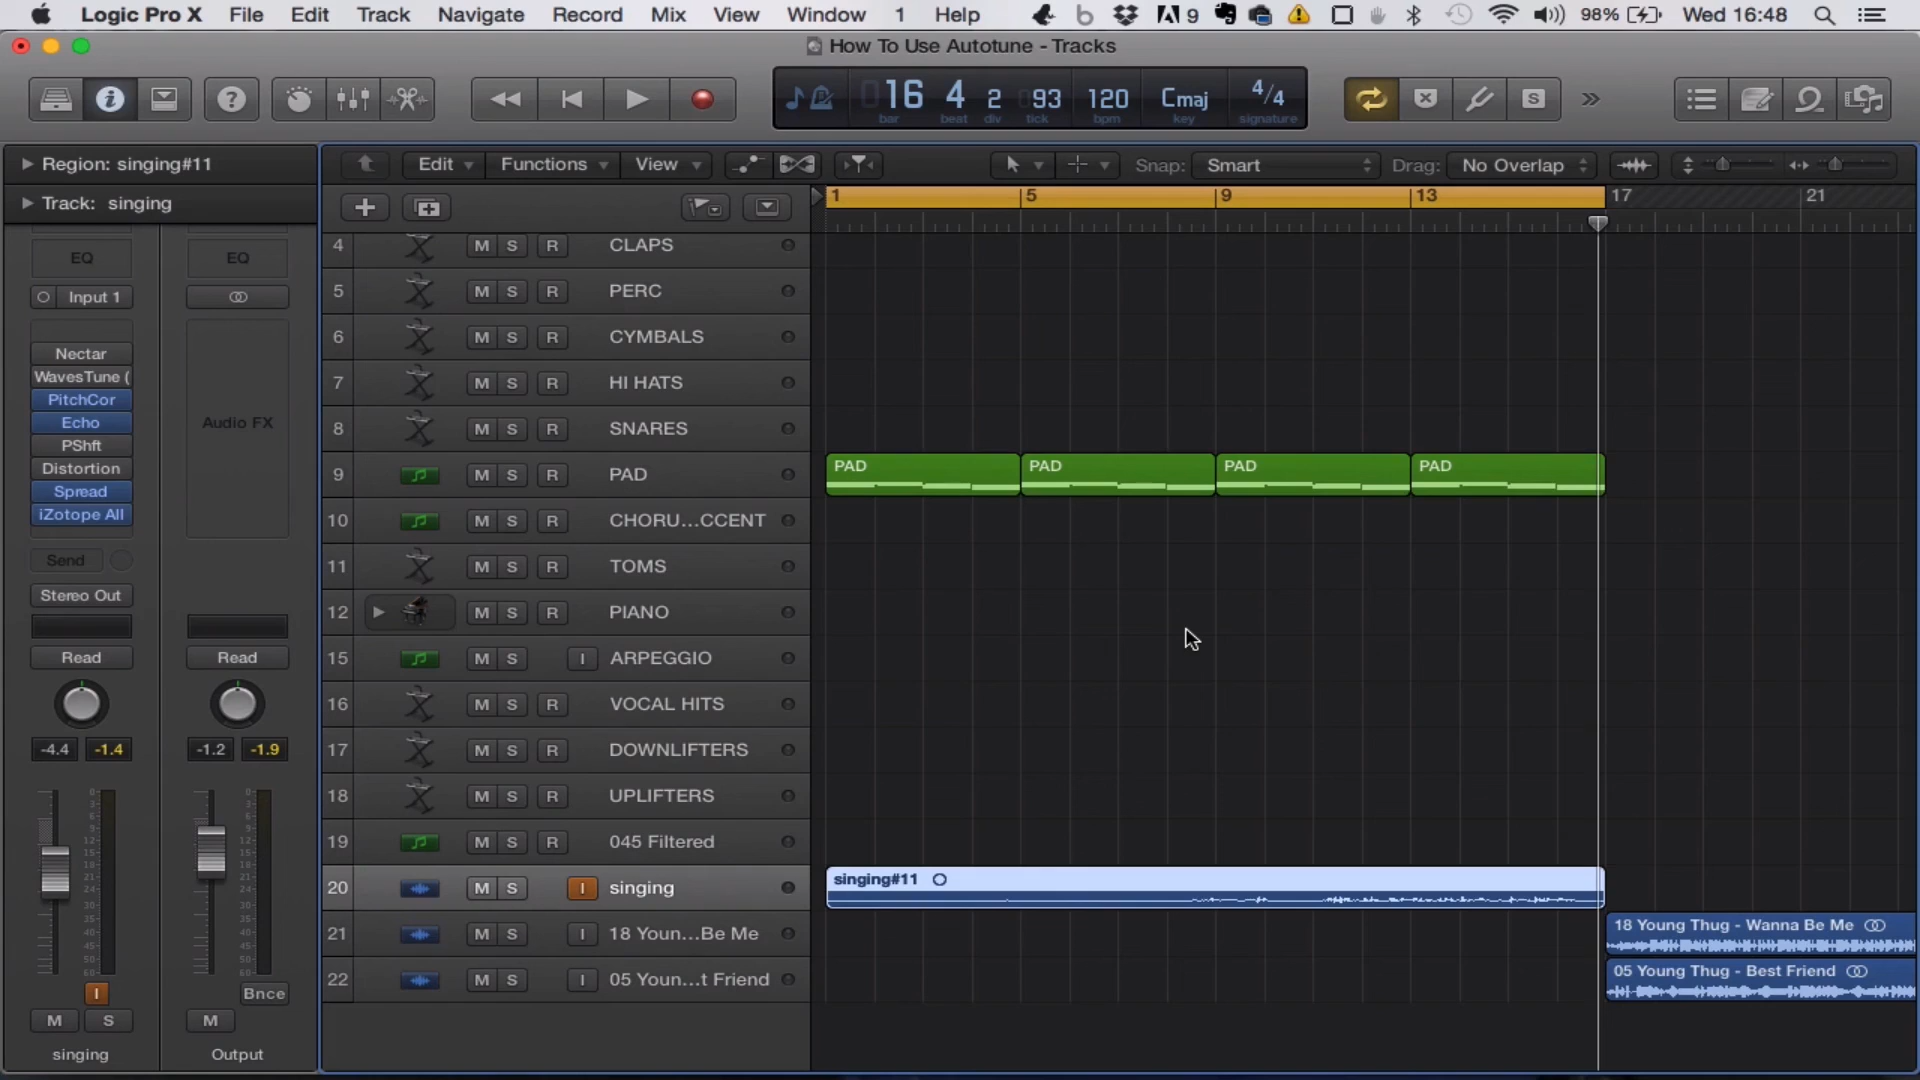 Logic Pro X File Edit Track Navigate Record Mix View Window 1 Help 9 98% Wed 16:48
How To Use Autotune - Tracks
16 4 2 93 120 Cmaj 4/4
bar beat div tick bpm key signature
S
Region: singing#11
Edit Functions View Snap: Smart Drag: No Overlap
Track: singing
1 5 9 13 17 21
EQ EQ
Input 1
Nectar
WavesTune (
PitchCor
Echo
PShft
Distortion
Spread
iZotope All
Audio FX
Send
Stereo Out
Read Read
-4.4 -1.4 -1.2 -1.9
I Bnce
M S M
singing Output
4 M S R CLAPS
5 M S R PERC
6 M S R CYMBALS
7 M S R HI HATS
8 M S R SNARES
9 M S R PAD
PAD PAD PAD PAD
10 M S R CHORU...CCENT
11 M S R TOMS
12 M S R PIANO
15 M S I ARPEGGIO
16 M S R VOCAL HITS
17 M S R DOWNLIFTERS
18 M S R UPLIFTERS
19 M S R 045 Filtered
20 M S I singing
singing#11
21 M S I 18 Youn...Be Me
18 Young Thug - Wanna Be Me
22 M S I 05 Youn...t Friend
05 Young Thug - Best Friend